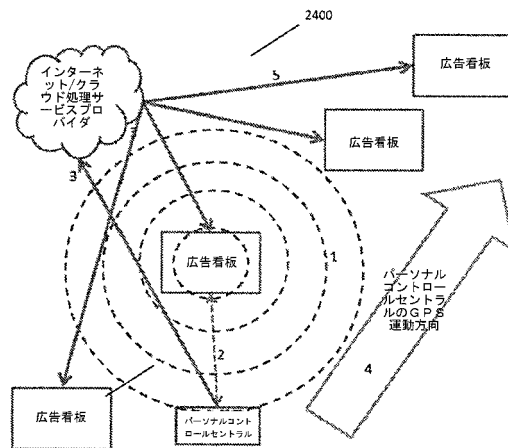 2400
インターネ
ット/クラ
ウド処理サ
ービスプロ
バイダ
5
広告看板
広告看板
3
広告看板
1
2
パーソナル
コントロー
ルセントラ
ルのGPS
運動方向
4
広告看板
パーソナルコント
ロールセントラル